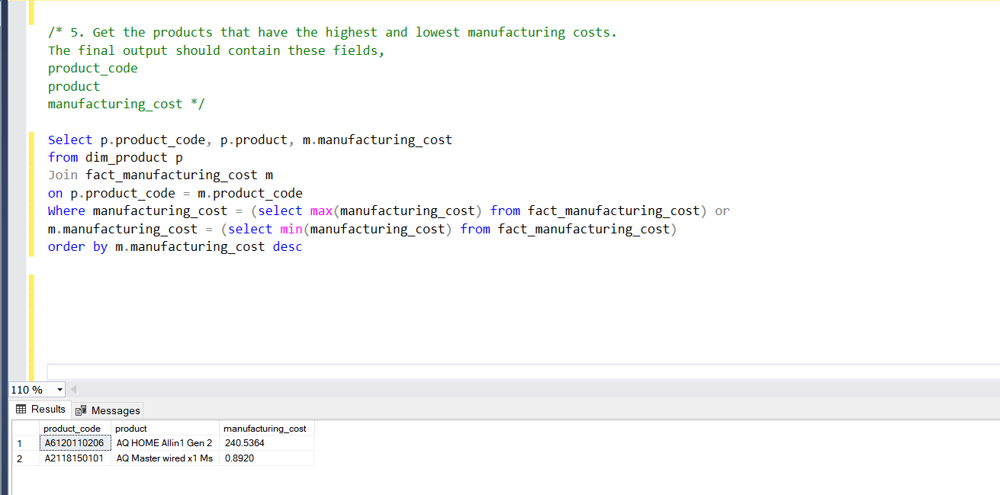 /* 5. Get the products that have the highest and lowest manufacturing costs.
The final output should contain these fields,
product_code
product
manufacturing_cost */
Select p.product_code, p.product, m.manufacturing_cost
from dim_product p
Join fact_manufacturing_cost m
on p.product_code = m.product_code
Where manufacturing_cost = (select max(manufacturing_cost) from fact_manufacturing_cost) or
m.manufacturing_cost = (select min(manufacturing_cost) from fact_manufacturing_cost)
order by m.manufacturing_cost desc
110 %
Results Messages
product_code product manufacturing_cost
1 A6120110206 AQ HOME Allin1 Gen 2 240.5364
2 A2118150101 AQ Master wired x1 Ms 0.8920